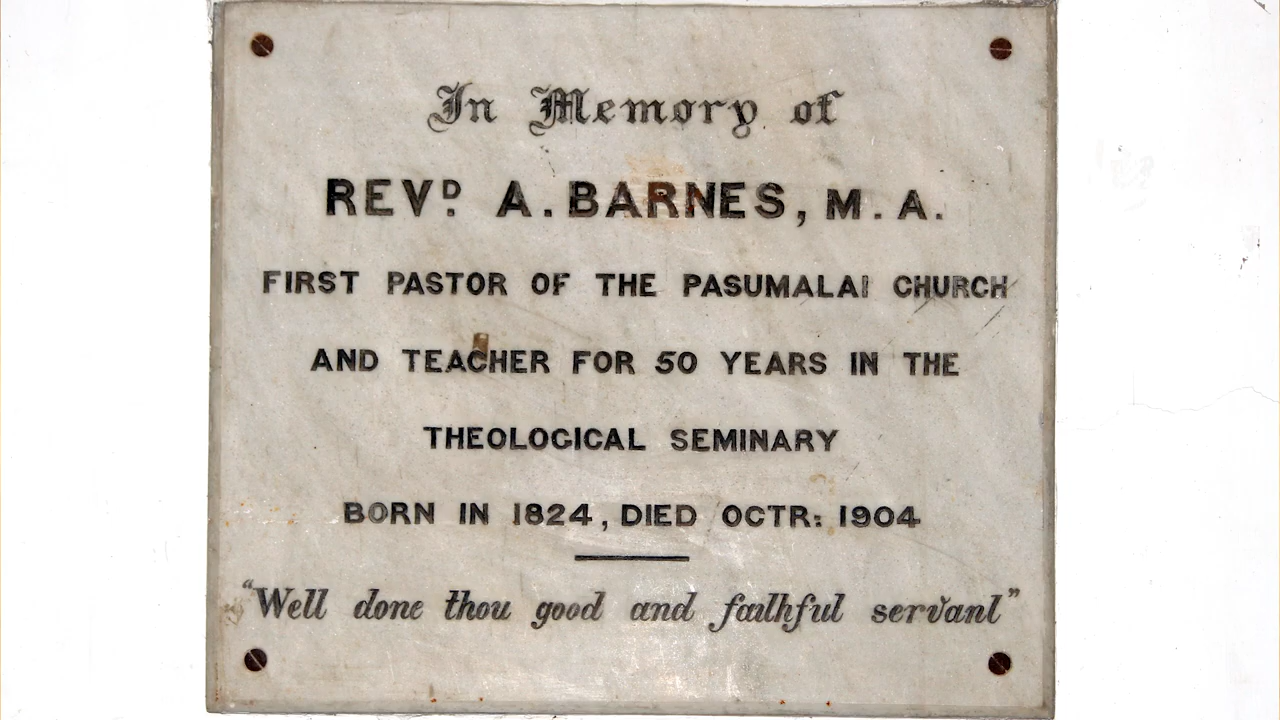 In Memory of
REVD. A. BARNES, M. A.
FIRST PASTOR OF THE PASUMALAI CHURCH
AND TEACHER FOR 50 YEARS IN THE
THEOLOGICAL SEMINARY
BORN IN 1824, DIED OCTR: 1904
“Well done thou good and faithful servant”